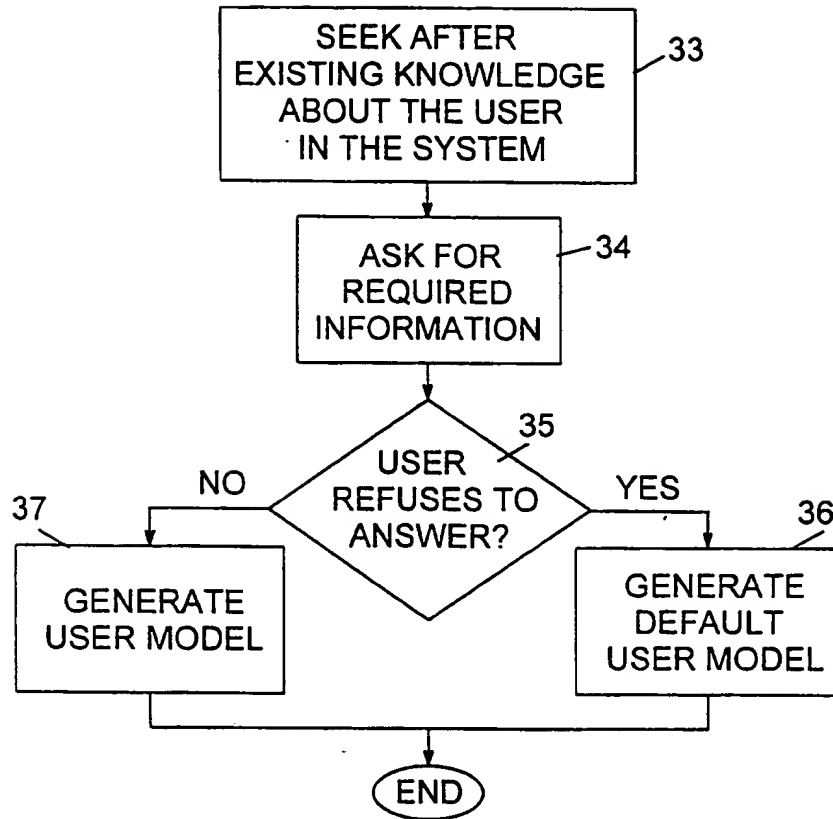 SEEK AFTER
EXISTING KNOWLEDGE
ABOUT THE USER
IN THE SYSTEM
33
ASK FOR
REQUIRED
INFORMATION
34
35
USER
REFUSES TO
ANSWER?
NO
YES
37
36
GENERATE
USER MODEL
GENERATE
DEFAULT
USER MODEL
END